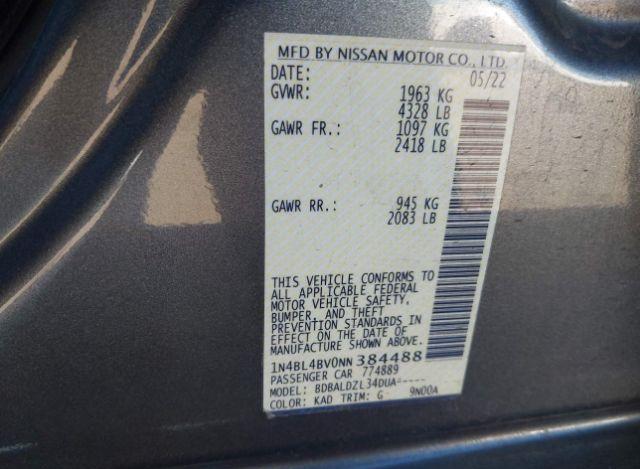 MFD BY NISSAN MOTOR CO., LTD.
DATE: 05/22
GVWR: 1963 KG
4328 LB
GAWR FR.: 1097 KG
2418 LB
GAWR RR.: 945 KG
2083 LB
THIS VEHICLE CONFORMS TO
ALL APPLICABLE FEDERAL
MOTOR VEHICLE SAFETY,
BUMPER, AND THEFT
PREVENTION STANDARDS IN
EFFECT ON THE DATE OF
MANUFACTURE SHOWN ABOVE.
1N4BL4BV0NN384488
PASSENGER CAR 774889
MODEL: BDBALDZL34DUA-----
COLOR: KAD TRIM: G 9N00A